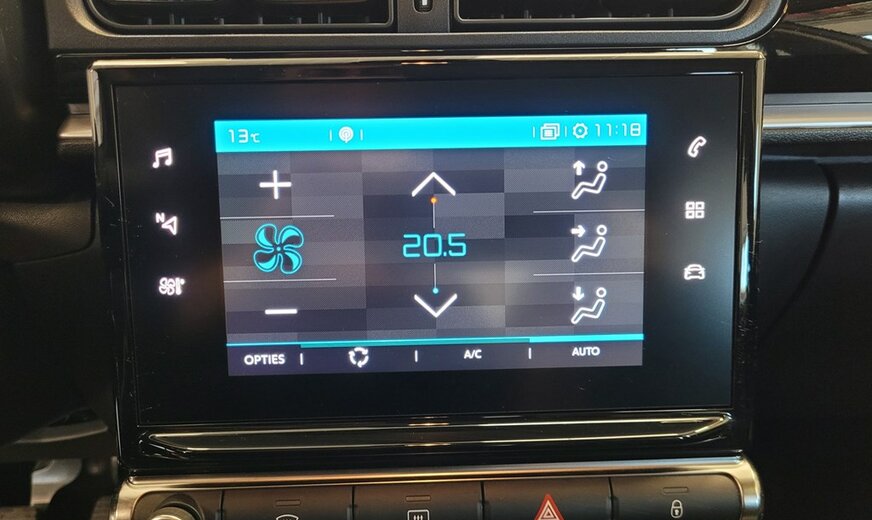 13°C 11:18
N
20.5
OPTIES A/C AUTO